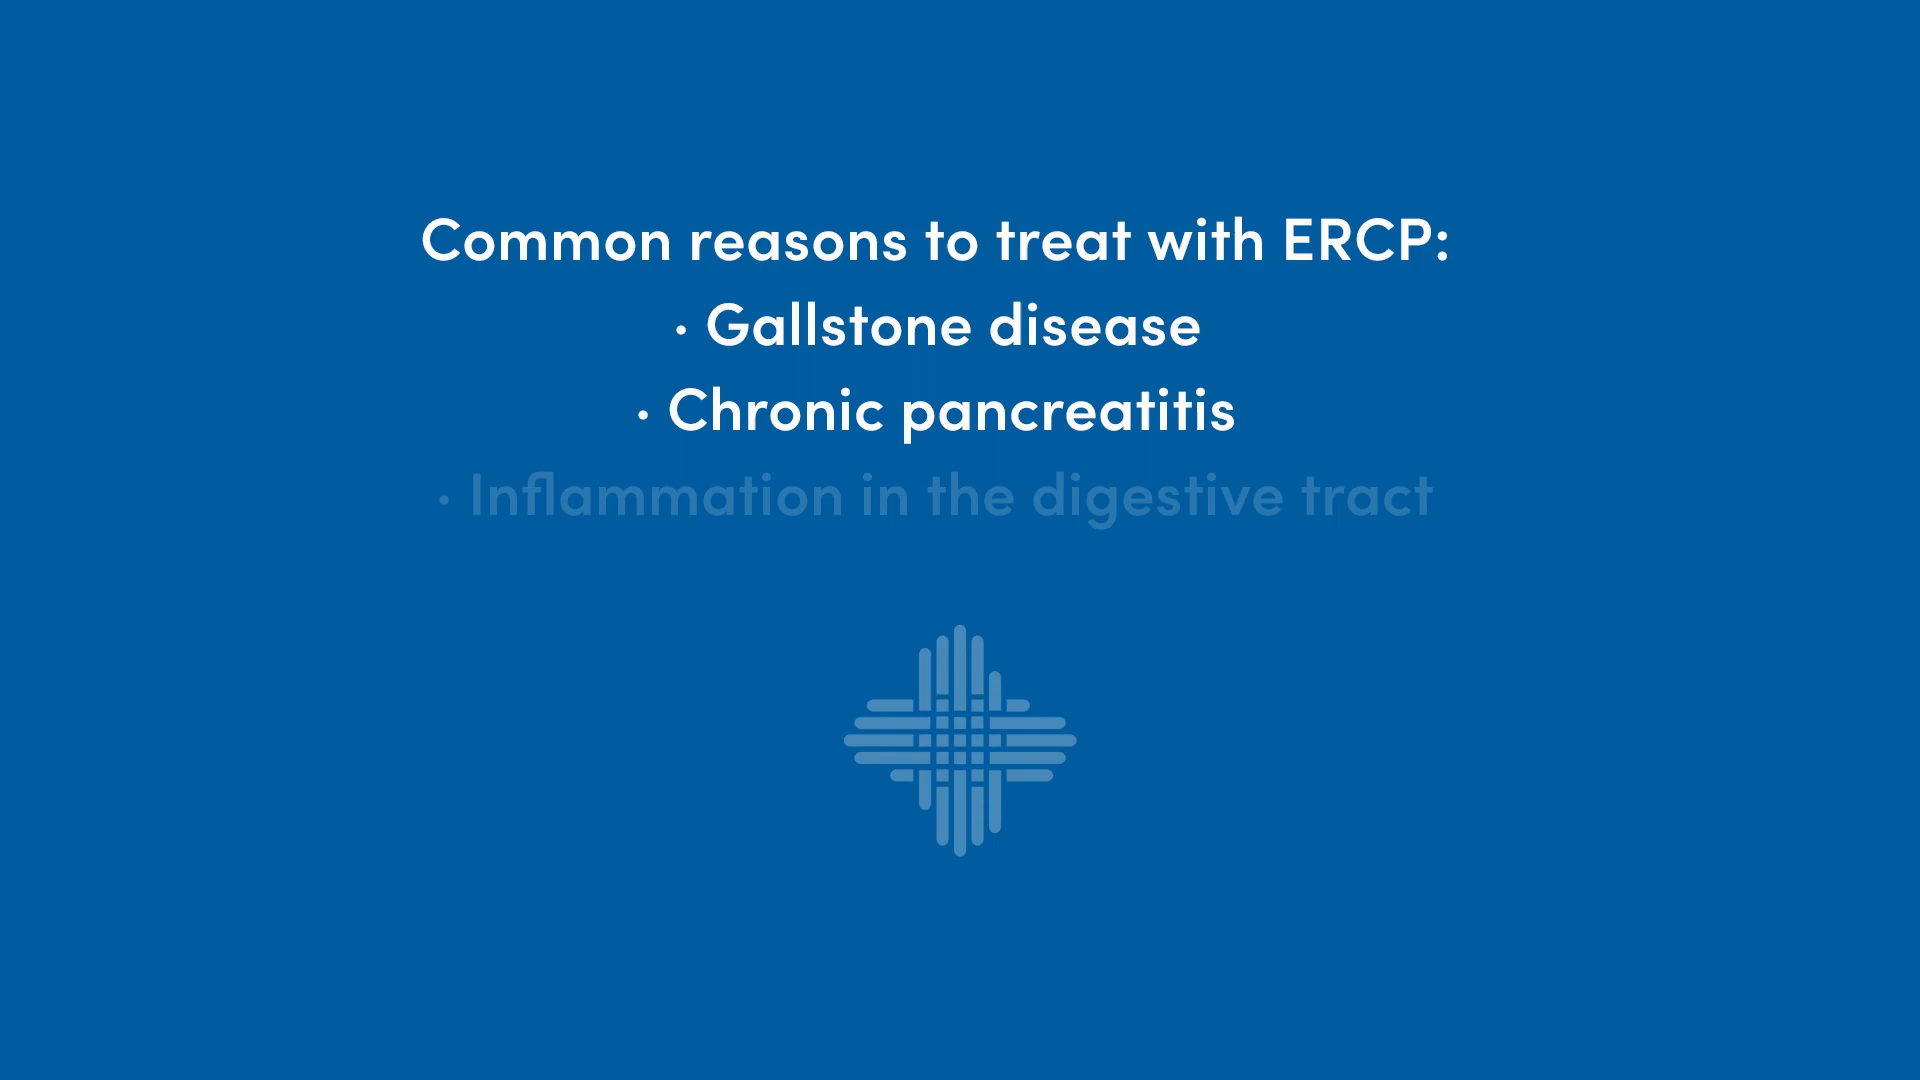 Common reasons to treat with ERCP:
· Gallstone disease
· Chronic pancreatitis
· Inflammation in the digestive tract